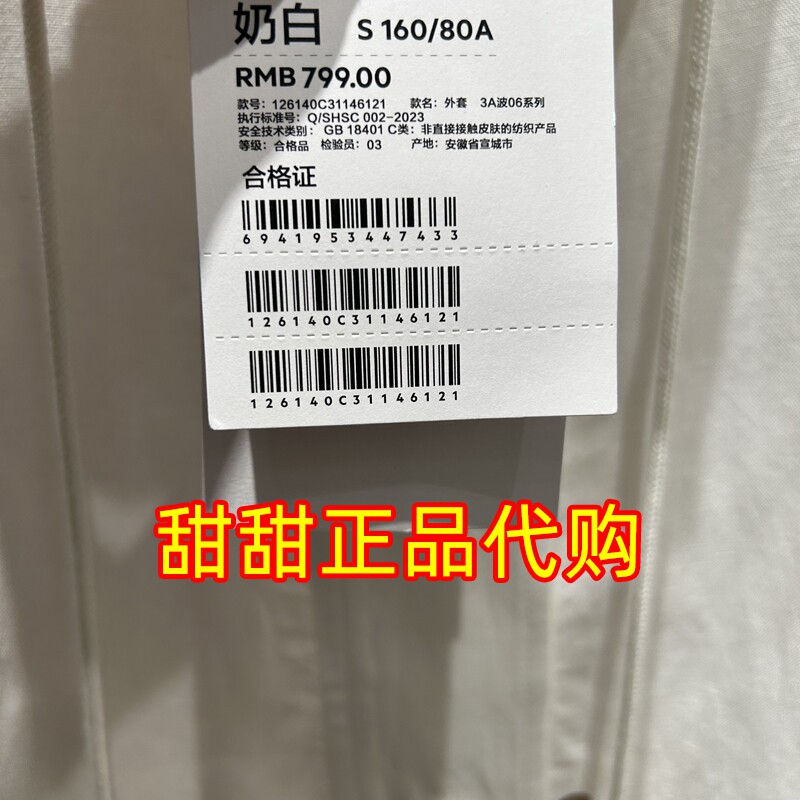 奶白 S 160/80A
RMB 799.00
款号：126140C31146121 款名：外套 3A波06系列
执行标准号：Q/SHSC 002-2023
安全技术类别： GB 18401 C类：非直接接触皮肤的纺织产品
等级：合格品 检验员：03 产地：安徽省宣城市
合格证
6941953447433
126140C31146121
126140C31146121
甜甜正品代购